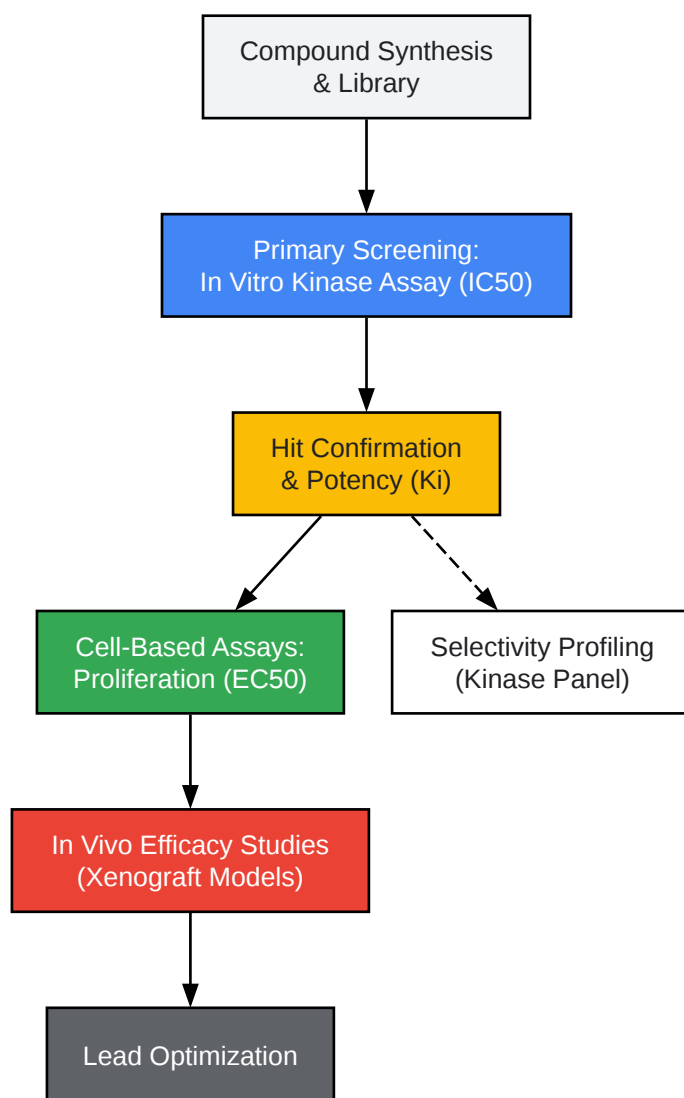 Compound Synthesis
& Library
Primary Screening:
In Vitro Kinase Assay (IC50)
Hit Confirmation
& Potency (Ki)
Cell-Based Assays:
Proliferation (EC50)
Selectivity Profiling
(Kinase Panel)
In Vivo Efficacy Studies
(Xenograft Models)
Lead Optimization